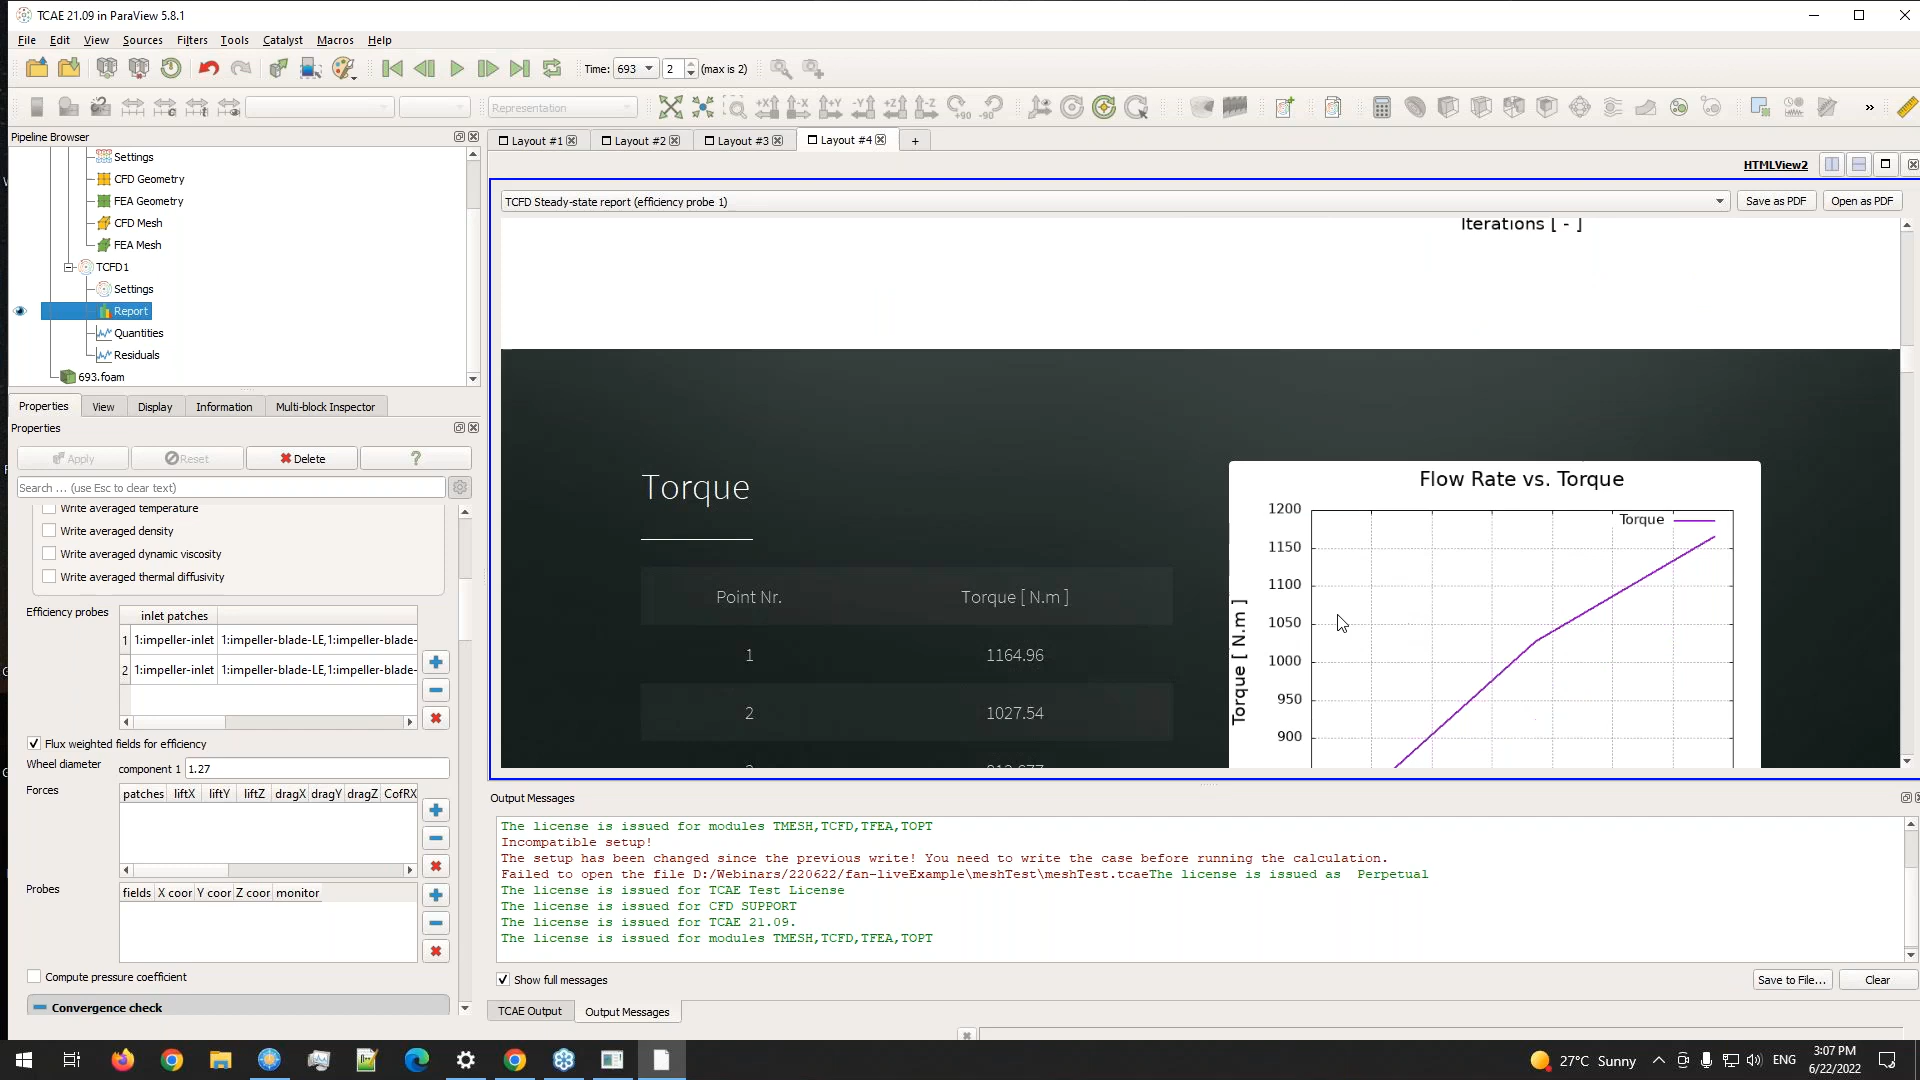 TCAE 21.09 in ParaView 5.8.1
File Edit View Sources Filters Tools Catalyst Macros Help
Time: 693 2 (max is 2)
Representation
+X -X +Y -Y +Z -Z +90 -90
Pipeline Browser
Settings
CFD Geometry
FEA Geometry
CFD Mesh
FEA Mesh
TCFD1
Settings
Report
Quantities
Residuals
693.foam
Properties View Display Information Multi-block Inspector
Properties
Apply Reset Delete ?
Search ... (use Esc to clear text)
Write averaged temperature
Write averaged density
Write averaged dynamic viscosity
Write averaged thermal diffusivity
Efficiency probes
inlet patches
1 1:impeller-inlet 1:impeller-blade-LE,1:impeller-blade-
2 1:impeller-inlet 1:impeller-blade-LE,1:impeller-blade-
Flux weighted fields for efficiency
Wheel diameter component 1 1.27
Forces
patches liftX liftY liftZ dragX dragY dragZ CofRX
Probes
fields X coor Y coor Z coor monitor
Compute pressure coefficient
Convergence check
Layout #1 Layout #2 Layout #3 Layout #4 +
HTMLView2
TCFD Steady-state report (efficiency probe 1)
Save as PDF Open as PDF
Iterations [ - ]
Torque
Point Nr. Torque [ N.m ]
1 1164.96
2 1027.54
Flow Rate vs. Torque
Torque
Torque [ N.m ]
1200
1150
1100
1050
1000
950
900
Output Messages
The license is issued for modules TMESH,TCFD,TFEA,TOPT
Incompatible setup!
The setup has been changed since the previous write! You need to write the case before running the calculation.
Failed to open the file D:/Webinars/220622/fan-liveExample\meshTest\meshTest.tcaeThe license is issued as  Perpetual
The license is issued for TCAE Test License
The license is issued for CFD SUPPORT
The license is issued for TCAE 21.09.
The license is issued for modules TMESH,TCFD,TFEA,TOPT
Show full messages
Save to File... Clear
TCAE Output Output Messages
27°C Sunny ENG
3:07 PM
6/22/2022